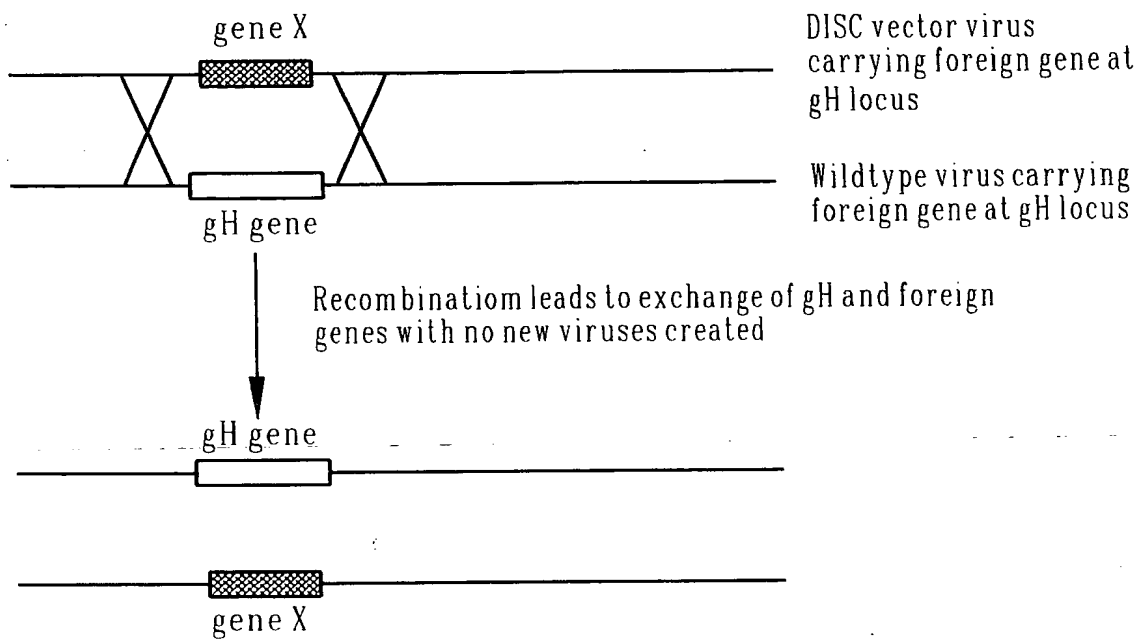 gene X
DISC vector virus
carrying foreign gene at
gH locus
Wildtype virus carrying
foreign gene at gH locus
gH gene
Recombinatiom leads to exchange of gH and foreign
genes with no new viruses created
gH gene
gene X